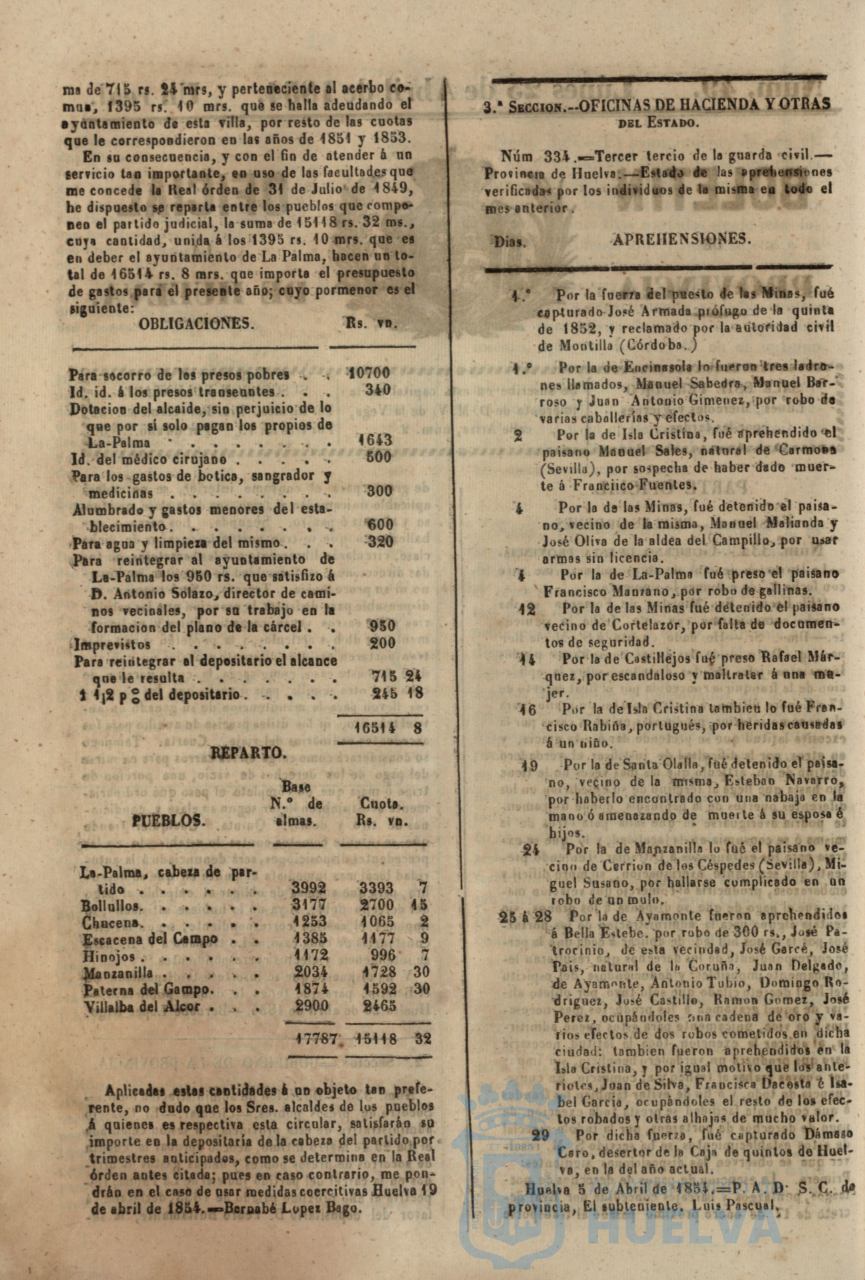 ma de 715 rs. 24 mrs, y perteneciente al acerbo co-
mun, 1395 rs. 10 mrs. que se halla adeudando el
ayuntamiento de esta villa, por resto de las cuotas
que le correspondieron en las años de 1851 y 1853.
En su consecuencia, y con el fin de atender á un
servicio tan importante, en uso de las facultades que
me concede la Real órden de 31 de Julio de 1849,
he dispuesto se reparta entre los pueblos que compo-
nen el partido judicial, la suma de 15118 rs. 32 ms.,
cuya cantidad, unida á los 1395 rs. 10 mrs. que es
en deber el ayuntamiento de La Palma, hacen un to-
tal de 16514 rs. 8 mrs. que importa el presupuesto
de gastos para el presente año; cuyo pormenor es el
siguiente:
OBLIGACIONES. Rs. vn.
Para socorro de los presos pobres . . 10700
Id. id. á los presos transeuntes . . . 340
Dotacion del alcaide, sin perjuicio de lo
que por sí solo pagan los propios de
La-Palma . . . . . . . 1643
Id. del médico cirujano . . . . . 500
Para los gastos de botica, sangrador y
medicinas . . . . . . . . 300
Alumbrado y gastos menores del esta-
blecimiento. . . . . . . . 600
Para agua y limpieza del mismo . . . 320
Para reintegrar al ayuntamiento de
La-Palma los 950 rs. que satisfizo á
D. Antonio Solazo, director de cami-
nos vecinales, por su trabajo en la
formacion del plano de la cárcel . . 950
Imprevistos . . . . . . . . 200
Para reintegrar al depositario el alcance
que le resulta . . . . . . . 715 24
1 1,2 p% del depositario . . . . . 245 18
16514 8
REPARTO.
Base
N.º de Cuota.
PUEBLOS. almas. Rs. vn.
La-Palma, cabeza de par-
tido . . . . . . 3992 3393 7
Bollullos. . . . . . 3177 2700 15
Chucena. . . . . . 1253 1065 2
Escacena del Campo . . 1385 1177 9
Hinojos . . . . . . 1172 996 7
Manzanilla . . . . . 2034 1728 30
Paterna del Campo. . . 1874 1592 30
Villalba del Alcor . . . 2900 2465
17787 15118 32
Aplicadas estas cantidades á un objeto tan prefe-
rente, no dudo que los Sres. alcaldes de los pueblos
á quienes es respectiva esta circular, satisfarán su
importe en la depositaria de la cabeza del partido por
trimestres anticipados, como se determina en la Real
órden antes citada; pues en caso contrario, me pon-
drán en el caso de usar medidas coercitivas Huelva 19
de abril de 1854.=Bernabé Lopez Bago.
3.ª SECCION.--OFICINAS DE HACIENDA Y OTRAS
DEL ESTADO.
Núm 334.=Tercer tercio de la guarda civil.—
Provincia de Huelva.—Estado de las aprehensiones
verificadas por los individuos de la misma en todo el
mes anterior.
Dias. APREHENSIONES.
1.º Por la fuerra del puesto de las Minas, fué
capturado José Armada prófugo de la quinta
de 1852, y reclamado por la autoridad civil
de Montilla (Córdoba.)
1.º Por la de Encinasola lo fueron tres ladro-
nes llamados, Manuel Sabedra, Manuel Bar-
roso y Juan Antonio Gimenez, por robo de
varias caballerías y efectos.
2 Por la de Isla Cristina, fué aprehendido el
paisano Manuel Sales, natural de Carmona
(Sevilla), por sospecha de haber dado muer-
te á Franciico Fuentes.
4 Por la de las Minas, fué detenido el paisa-
no, vecino de la misma, Manuel Malianda y
José Oliva de la aldea del Campillo, por usar
armas sin licencia.
4 Por la de La-Palma fué preso el paisano
Francisco Manzano, por robo de gallinas.
12 Por la de las Minas fué detenido el paisano
vecino de Cortelazor, por falta de documen-
tos de seguridad.
14 Por la de Castillejos fué preso Rafael Már-
quez, por escandaloso y maltratar á una mu-
jer.
16 Por la de Isla Cristina tambien lo fué Fran-
cisco Rabiña, portugués, por heridas causadas
á un niño.
19 Por la de Santa Olalla, fué detenido el paisa-
no, vecino de la misma, Esteban Navarro,
por haberlo encontrado con una nabaja en la
mano ó amenazando de muerte á su esposa é
hijos.
24 Por la de Manzanilla lo fué el paisano ve-
cino de Carrion de los Céspedes (Sevilla), Mi-
guel Susano, por hallarse cumplicado en un
robo de un mulo.
25 á 28 Por la de Ayamonte fueron aprehendidos
á Bella Estebe. por robo de 300 rs., José Pa-
trocinio, de esta vecindad, José Garcé, José
Pais, natural de la Coruña, Juan Delgado,
de Ayamonte, Antonio Tubio, Domingo Ro-
driguez, José Castillo, Ramon Gomez, José
Perez, ocupándoles una cadena de oro y va-
rios efectos de dos robos cometidos en dicha
ciudad: tambien fueron aprehendidos en la
Isla Cristina, y por igual motivo que los ante-
riores, Juan de Silva, Francisca Dacosta é Isa-
bel Garcia, ocupándoles el resto de los efec-
tos robados y otras alhajas de mucho valor.
29 Por dicha fuerza, fué capturado Dámaso
Caro, desertor de la Caja de quintos de Huel-
va, en la del año actual.
Huelva 5 de Abril de 1854.=P. A. D. S. C. de
provincia, El subteniente. Luis Pascual.
HUELVA